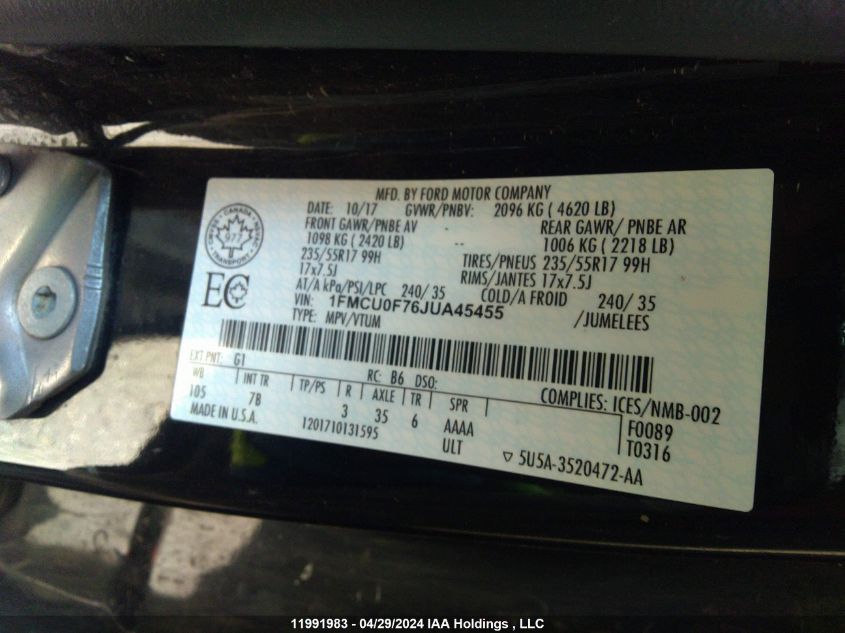 MFD. BY FORD MOTOR COMPANY
DATE: 10/17 GVWR/PNBV: 2096 KG ( 4620 LB)
FRONT GAWR/PNBE AV REAR GAWR/ PNBE AR
1098 KG ( 2420 LB) -- 1006 KG ( 2218 LB)
235/55R17 99H TIRES/PNEUS 235/55R17 99H
17x7.5J RIMS/JANTES 17x7.5J
AT/A kPa/PSI/LPC 240/ 35 COLD/A FROID 240/ 35
VIN: 1FMCU0F76JUA45455 /JUMELEES
TYPE: MPV/VTUM
CANADA
977
TRANSPORT
EC
EXT PNT: G1 RC: B6 DSO: COMPLIES: ICES/NMB-002
WB INT TR TP/PS R AXLE TR SPR F0089
105 7B 3 35 6 AAAA T0316
MADE IN U.S.A. 1201710131595 ULT ▽ 5U5A-3520472-AA
11991983 - 04/29/2024 IAA Holdings , LLC